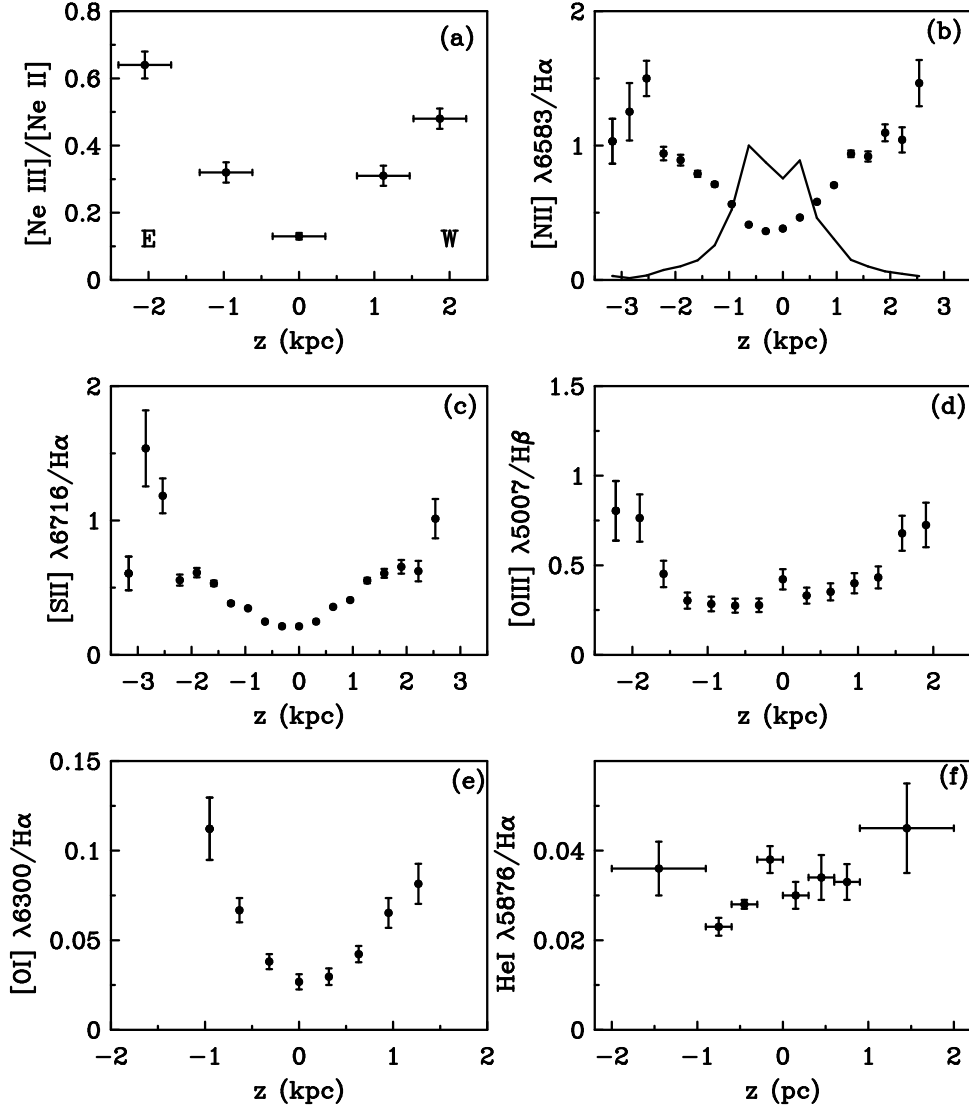 (a)
[Ne III]/[Ne II]
0.8
0.6
0.4
0.2
0
E
W
−2 −1 0 1 2
z (kpc)
(b)
[NII] λ6583/Hα
2
1.5
1
0.5
0
−3 −2 −1 0 1 2 3
z (kpc)
(c)
[SII] λ6716/Hα
2
1
0
−3 −2 −1 0 1 2 3
z (kpc)
(d)
[OIII] λ5007/Hβ
1.5
1
0.5
0
−2 −1 0 1 2
z (kpc)
(e)
[OI] λ6300/Hα
0.15
0.1
0.05
0
−2 −1 0 1 2
z (kpc)
(f)
HeI λ5876/Hα
0.04
0.02
0
−2 −1 0 1 2
z (pc)